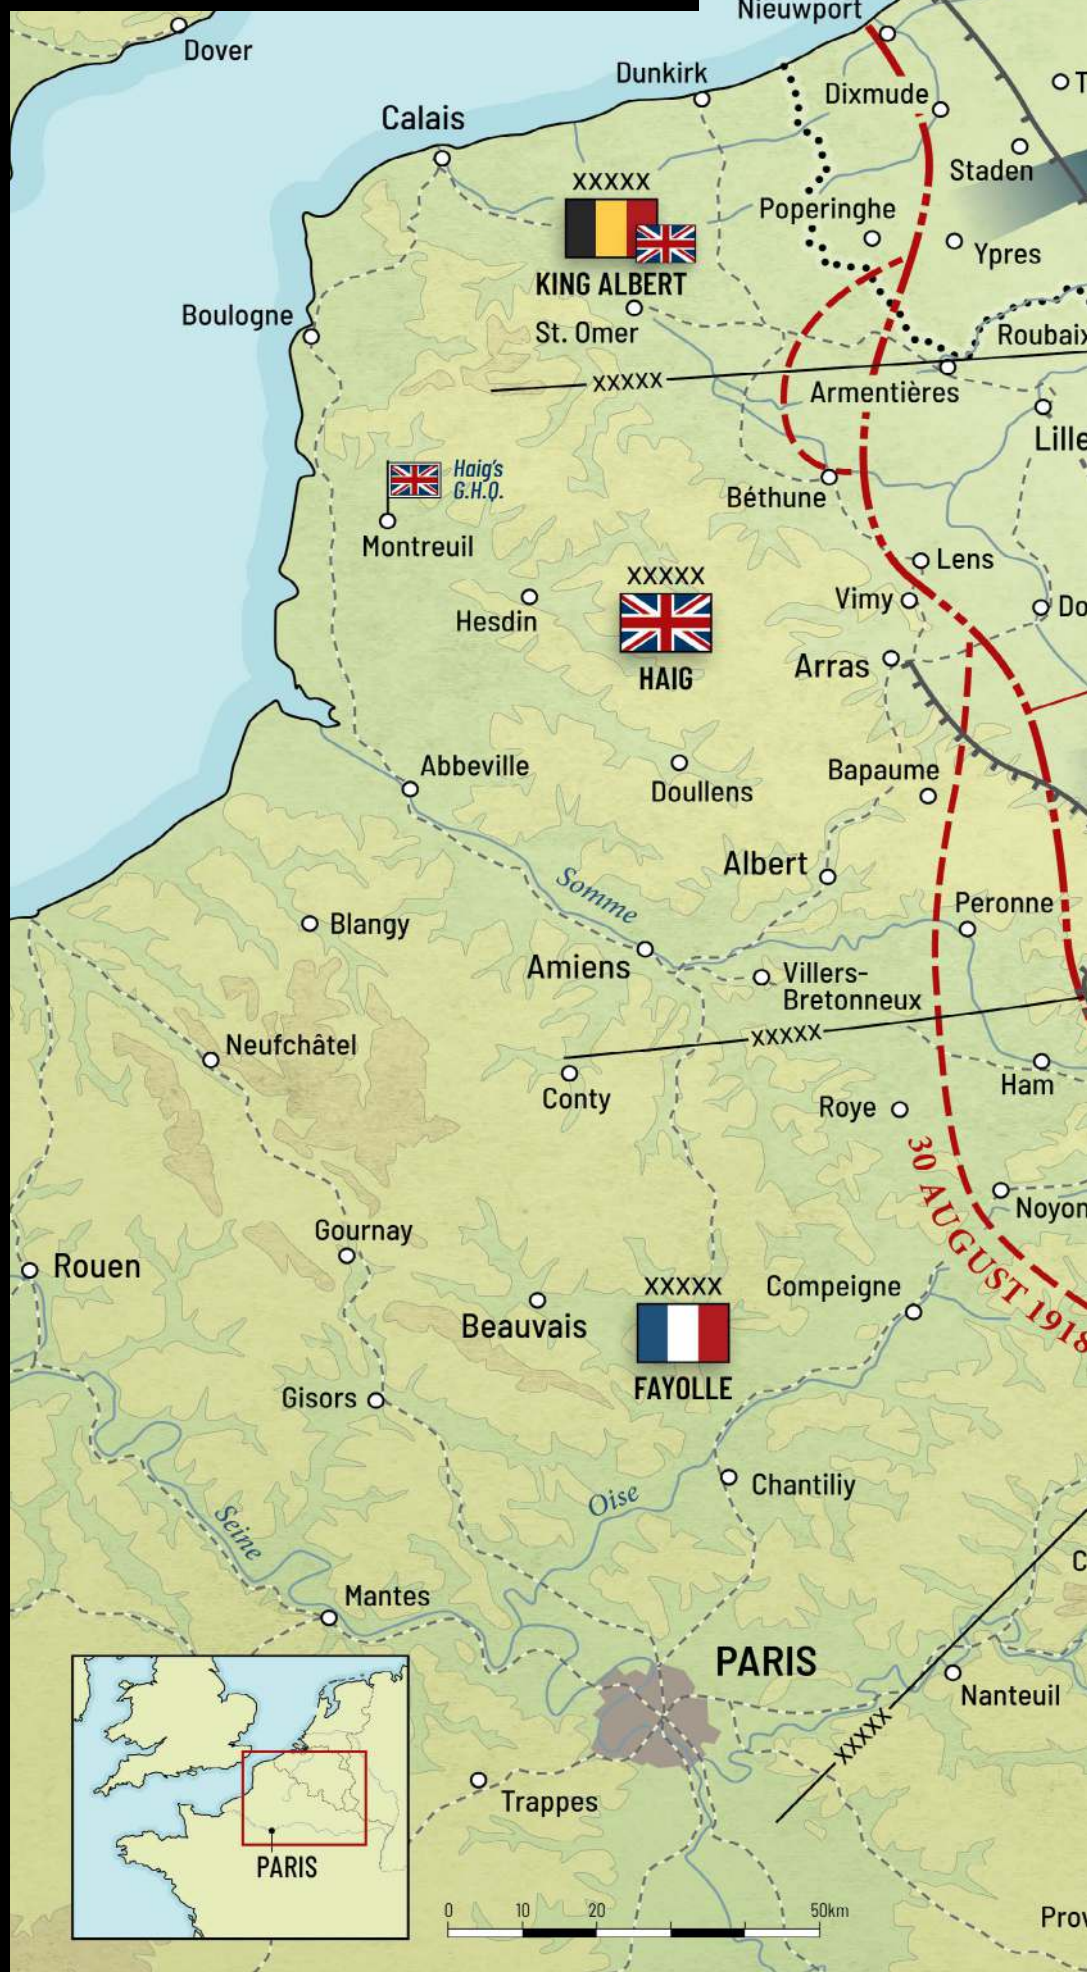 Nieuwport
Dover
Dunkirk
Dixmude
Calais
Staden
XXXXX
Poperinghe
Ypres
KING ALBERT
Boulogne
St. Omer
Roubaix
XXXXX
Armentières
Lille
Haig's
G.H.Q.
Béthune
Montreuil
Lens
XXXXX
Vimy
Do
Hesdin
HAIG
Arras
Abbeville
Bapaume
Doullens
Albert
Somme
Peronne
Blangy
Amiens
Villers-
Bretonneux
XXXXX
Neufchâtel
Conty
Ham
Roye
30 AUGUST 1918
Noyon
Gournay
Rouen
XXXXX
Compeigne
Beauvais
FAYOLLE
Gisors
Chantiliy
Oise
Seine
C
Mantes
PARIS
Nanteuil
XXXXX
Trappes
PARIS
0 10 20 50km
Prov